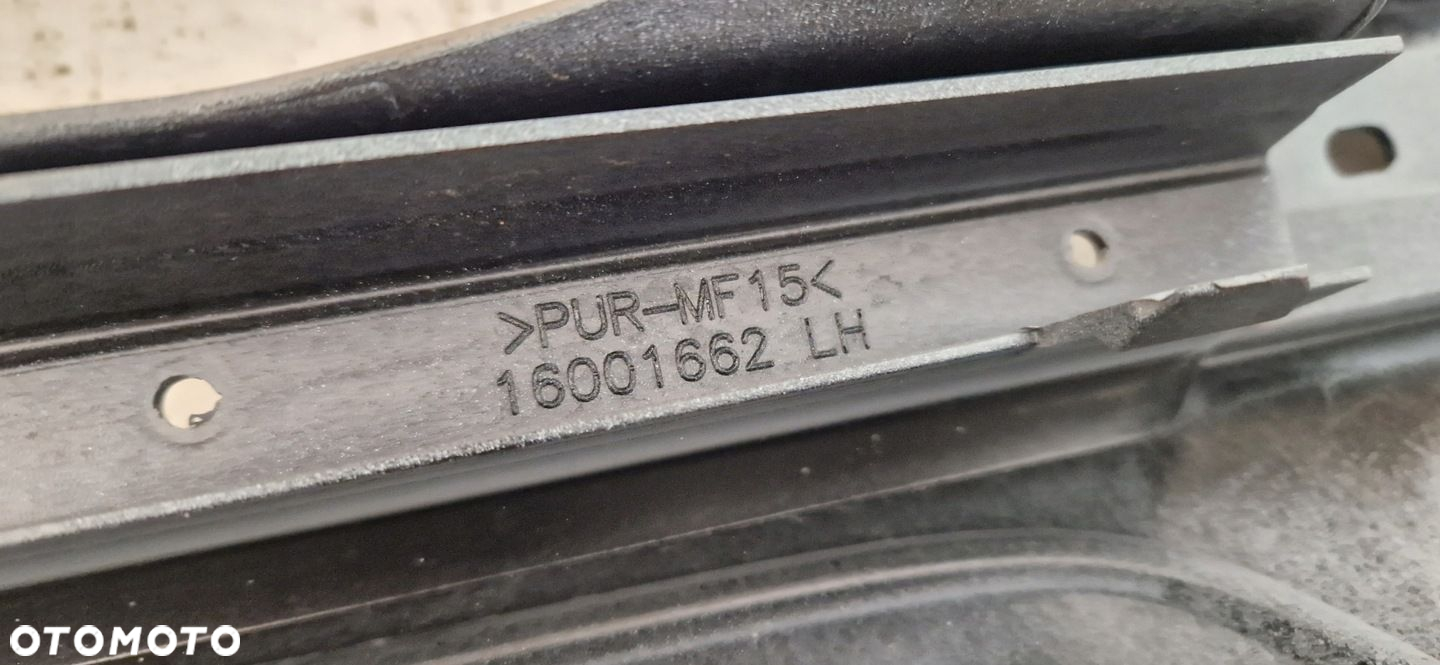 >PUR-MF15<
16001662 LH
OTOMOTO